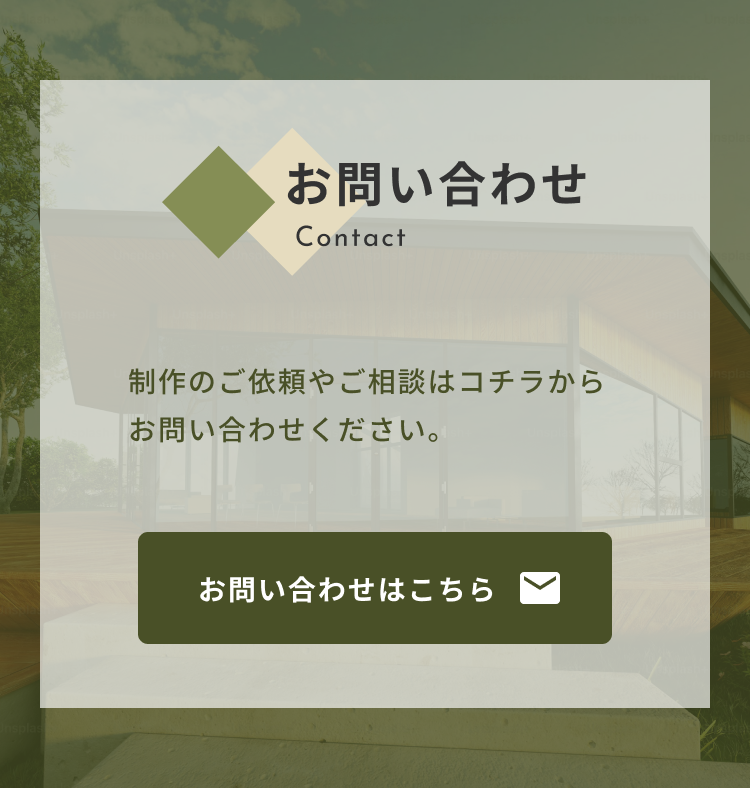 お問い合わせ
Contact
制作のご依頼やご相談はコチラから
お問い合わせください。
お問い合わせはこちら